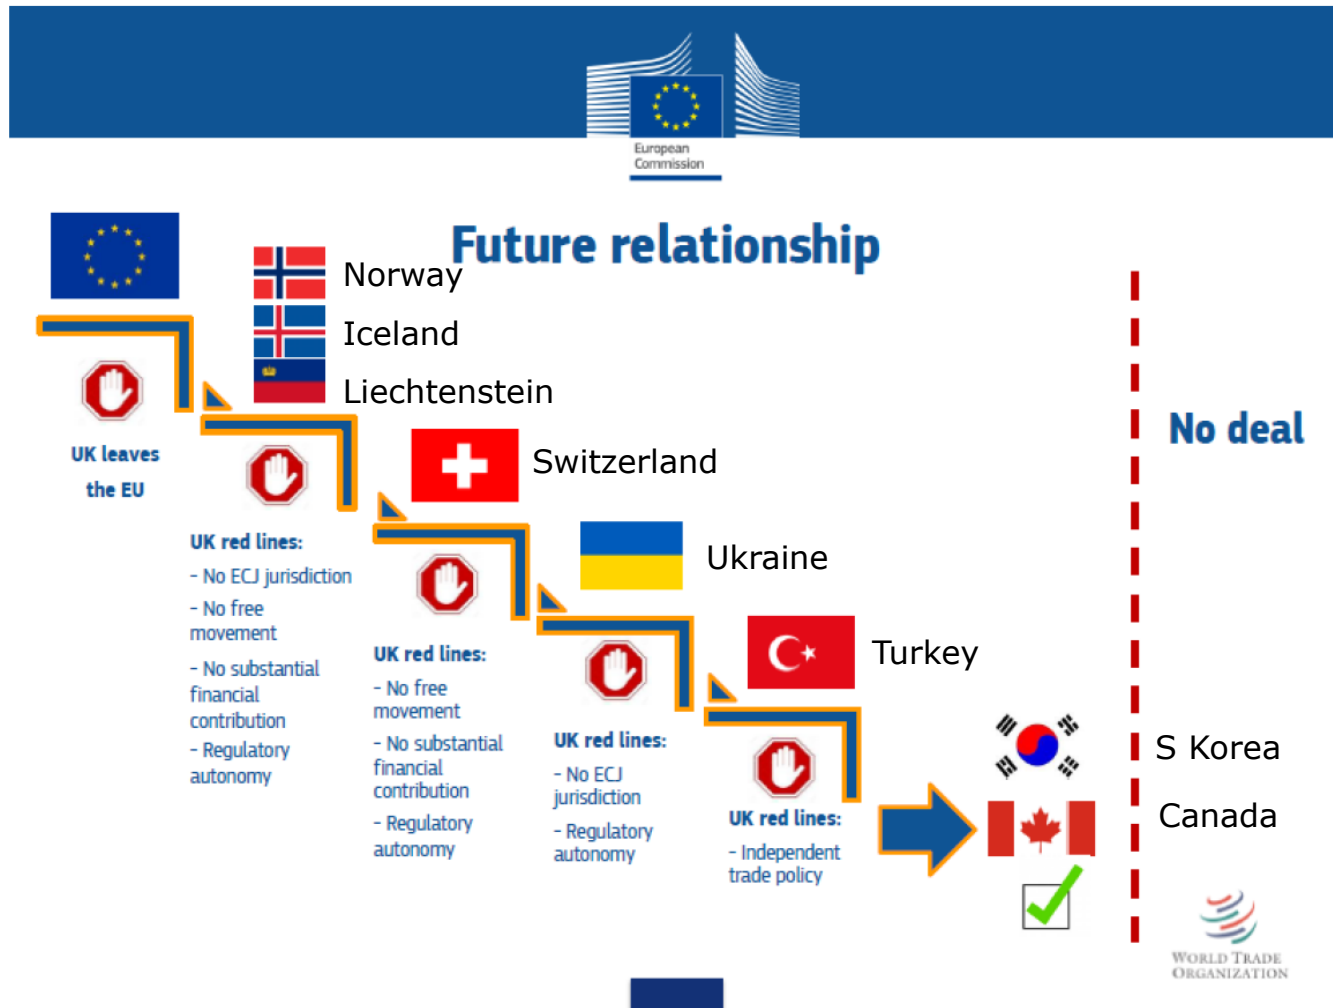 European
Commission
Future relationship
Norway
Iceland
Liechtenstein
UK leaves
the EU
No deal
Switzerland
UK red lines:
- No ECJ jurisdiction
- No free
movement
- No substantial
financial
contribution
- Regulatory
autonomy
Ukraine
UK red lines:
- No free
movement
- No substantial
financial
contribution
- Regulatory
autonomy
Turkey
UK red lines:
- No ECJ
jurisdiction
- Regulatory
autonomy
UK red lines:
- Independent
trade policy
S Korea
Canada
WORLD TRADE
ORGANIZATION